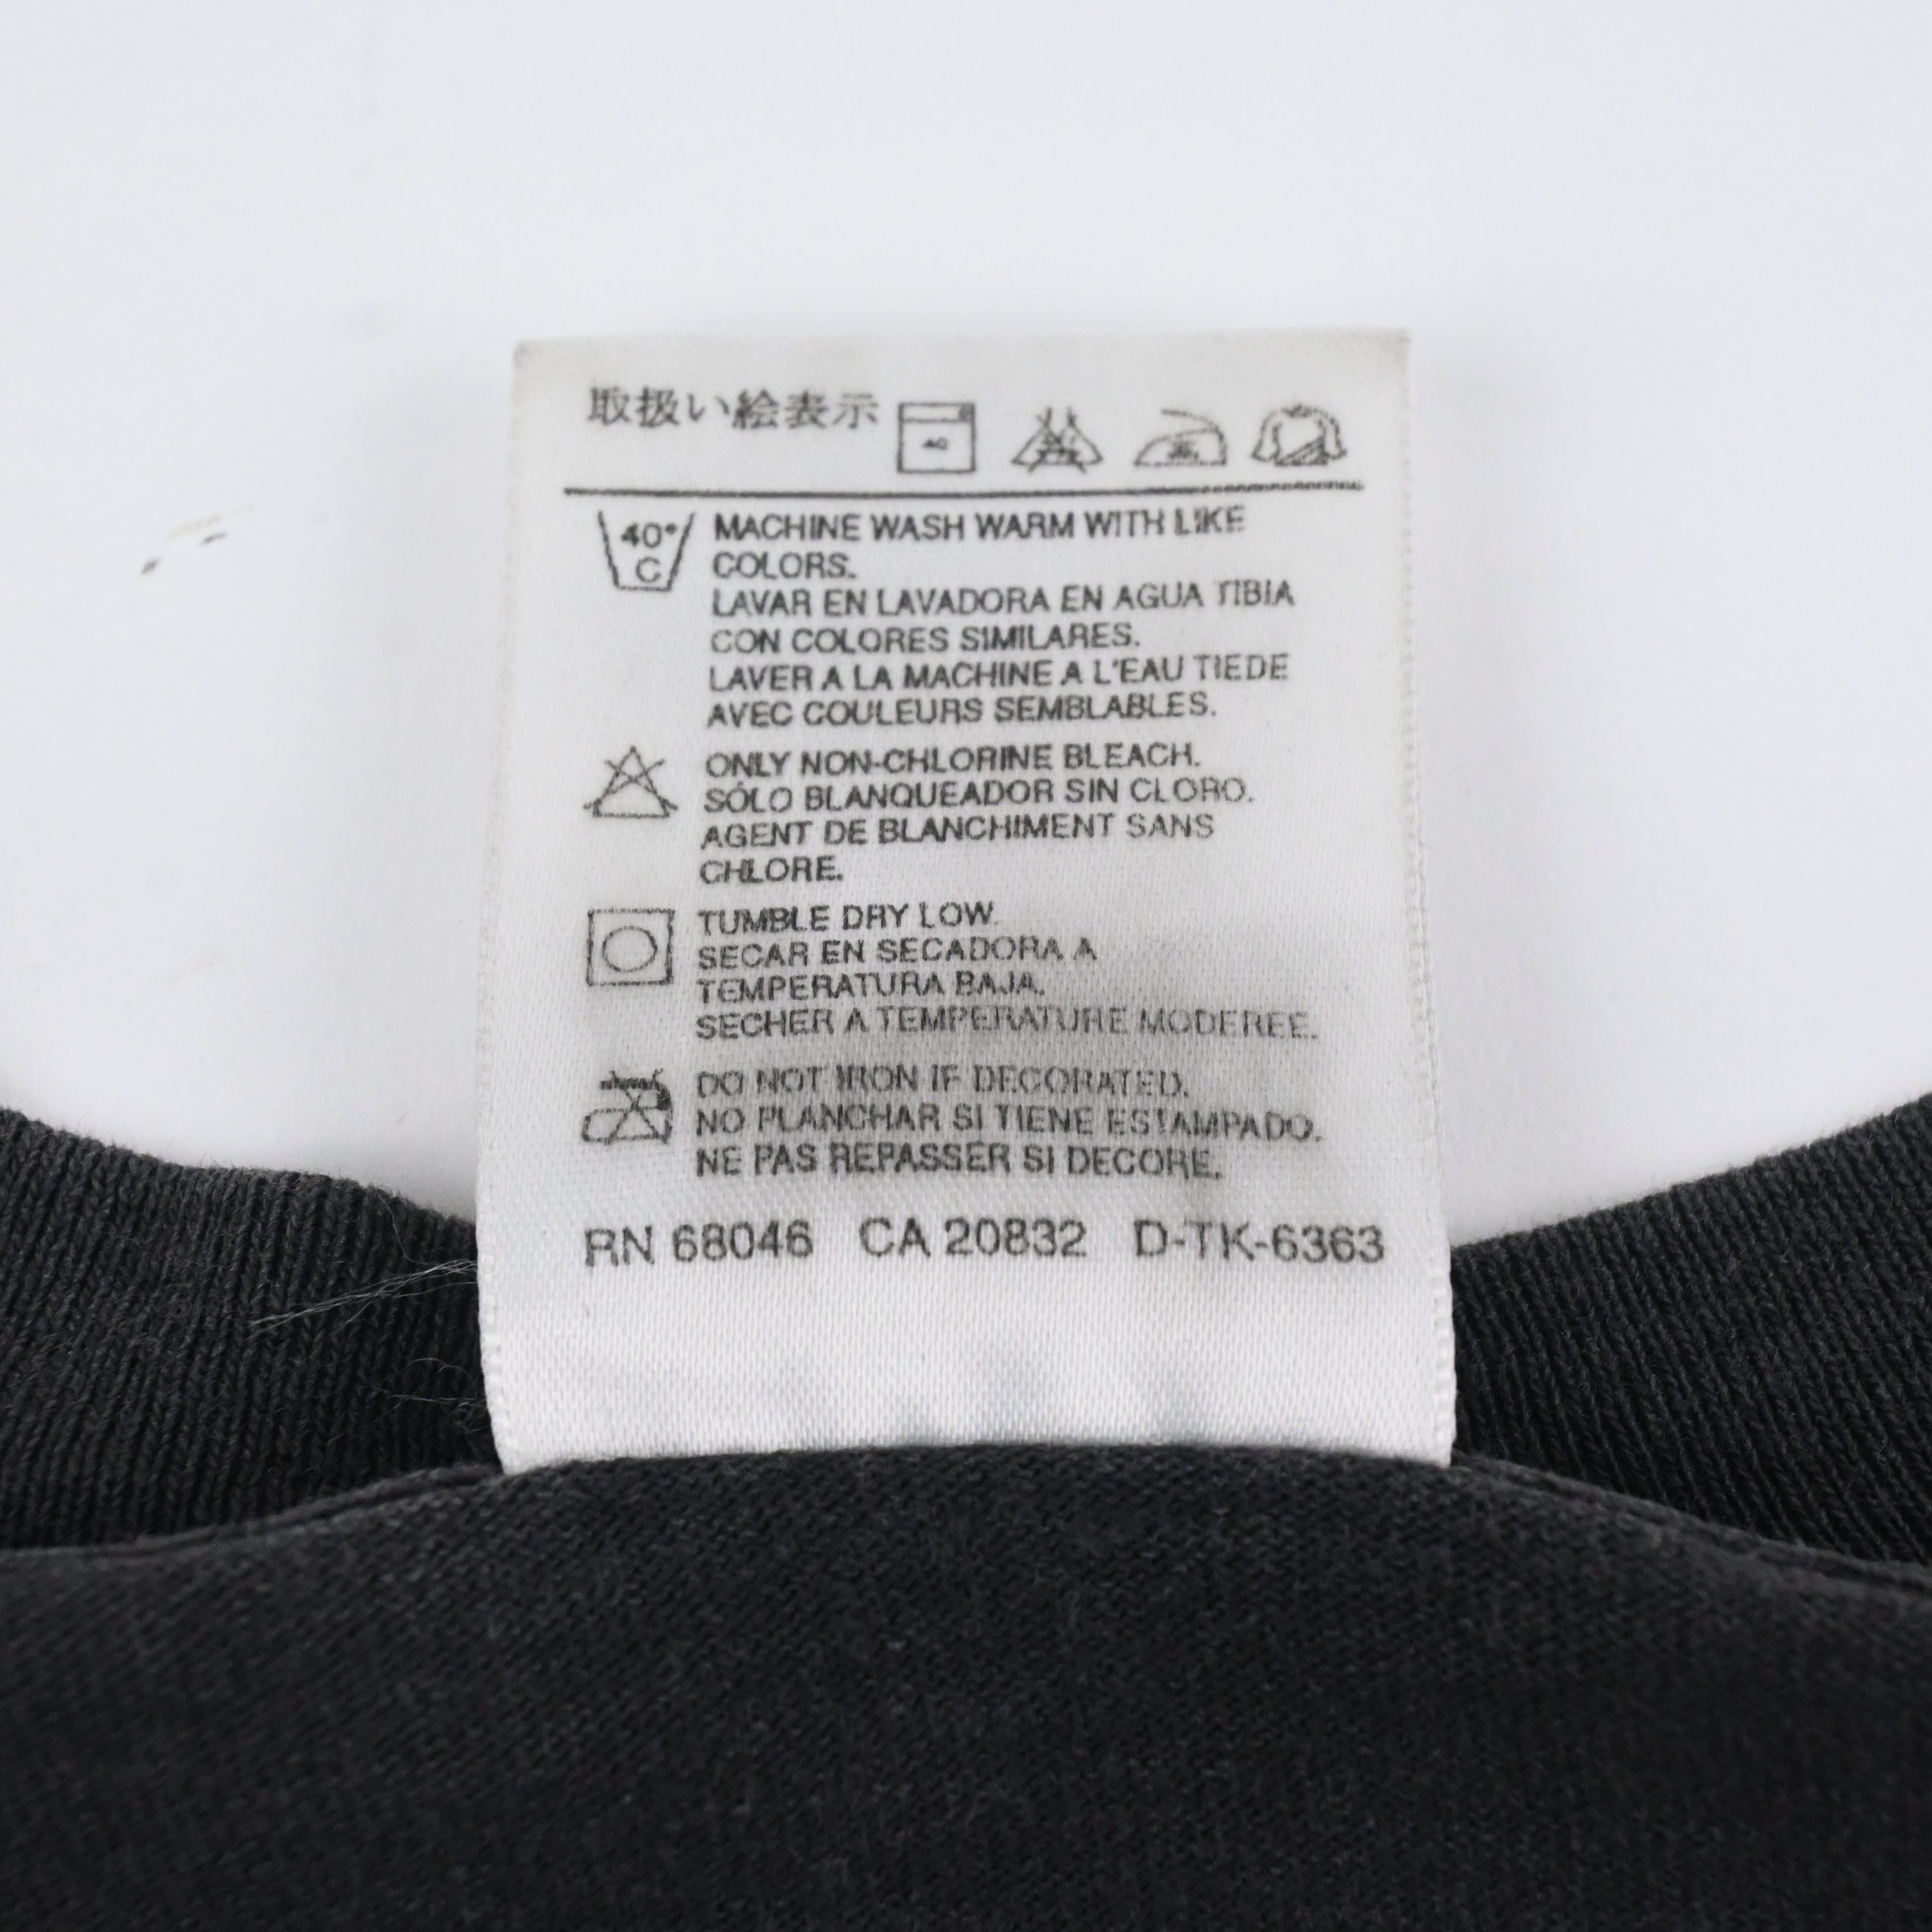 取扱い絵表示
40
40°
C
MACHINE WASH WARM WITH LIKE
COLORS.
LAVAR EN LAVADORA EN AGUA TIBIA
CON COLORES SIMILARES.
LAVER A LA MACHINE A L'EAU TIEDE
AVEC COULEURS SEMBLABLES.
ONLY NON-CHLORINE BLEACH.
SÓLO BLANQUEADOR SIN CLORO.
AGENT DE BLANCHIMENT SANS
CHLORE.
TUMBLE DRY LOW.
SECAR EN SECADORA A
TEMPERATURA BAJA.
SECHER A TEMPERATURE MODEREE.
DO NOT IRON IF DECORATED.
NO PLANCHAR SI TIENE ESTAMPADO.
NE PAS REPASSER SI DECORE.
RN 68046 CA 20832 D-TK-6363